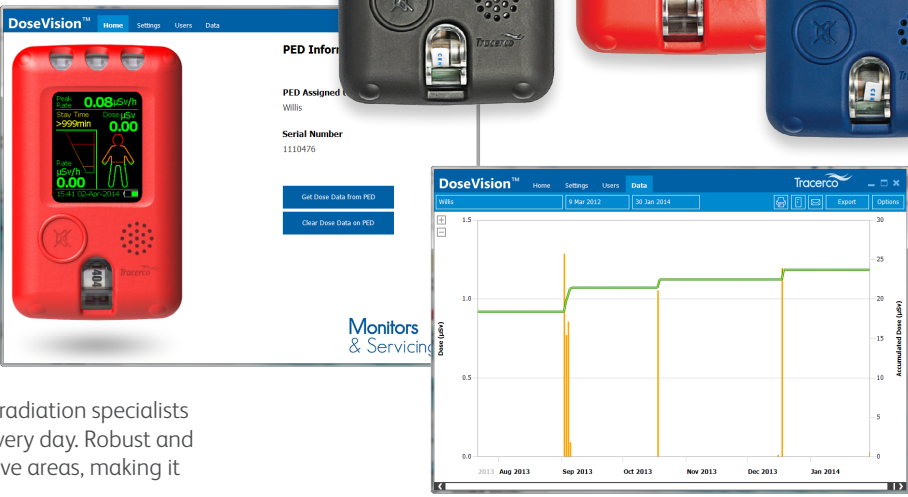 DoseVision™ Home Settings Users Data
PED Infor
PED Assigned t
Willis
Serial Number
1110476
Get Dose Data from PED
Clear Dose Data on PED
Peak Rate 0.08 µSv/h
Stay Time Dose µSv
>999min 0.00
Rate
µSv/h
0.00
15:41 02-Apr-2014
T404
Tracerco
Monitors
& Servicing
Tracerco
DoseVision™ Home Settings Users Data Tracerco
Willis 9 Mar 2012 30 Jan 2014 Export Options
1.5 30
25
1.0 20
Dose (µSv) 15 Accumulated Dose (µSv)
0.5 10
5
0.0 0
2013 Aug 2013 Sep 2013 Oct 2013 Nov 2013 Dec 2013 Jan 2014
radiation specialists
very day. Robust and
ve areas, making it